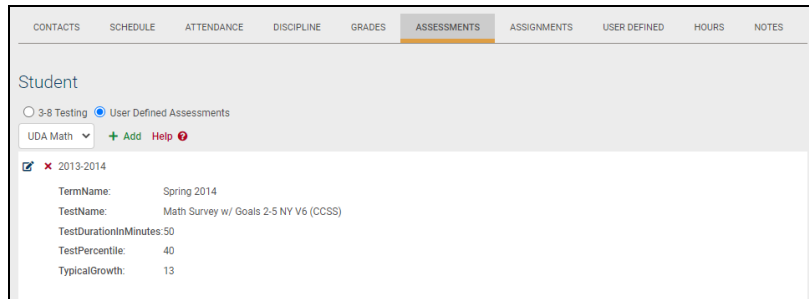 CONTACTS SCHEDULE ATTENDANCE DISCIPLINE GRADES ASSESSMENTS ASSIGNMENTS USER DEFINED HOURS NOTES
Student
3-8 Testing User Defined Assessments
UDA Math + Add Help ?
2013-2014
TermName: Spring 2014
TestName: Math Survey w/ Goals 2-5 NY V6 (CCSS)
TestDurationInMinutes:50
TestPercentile: 40
TypicalGrowth: 13